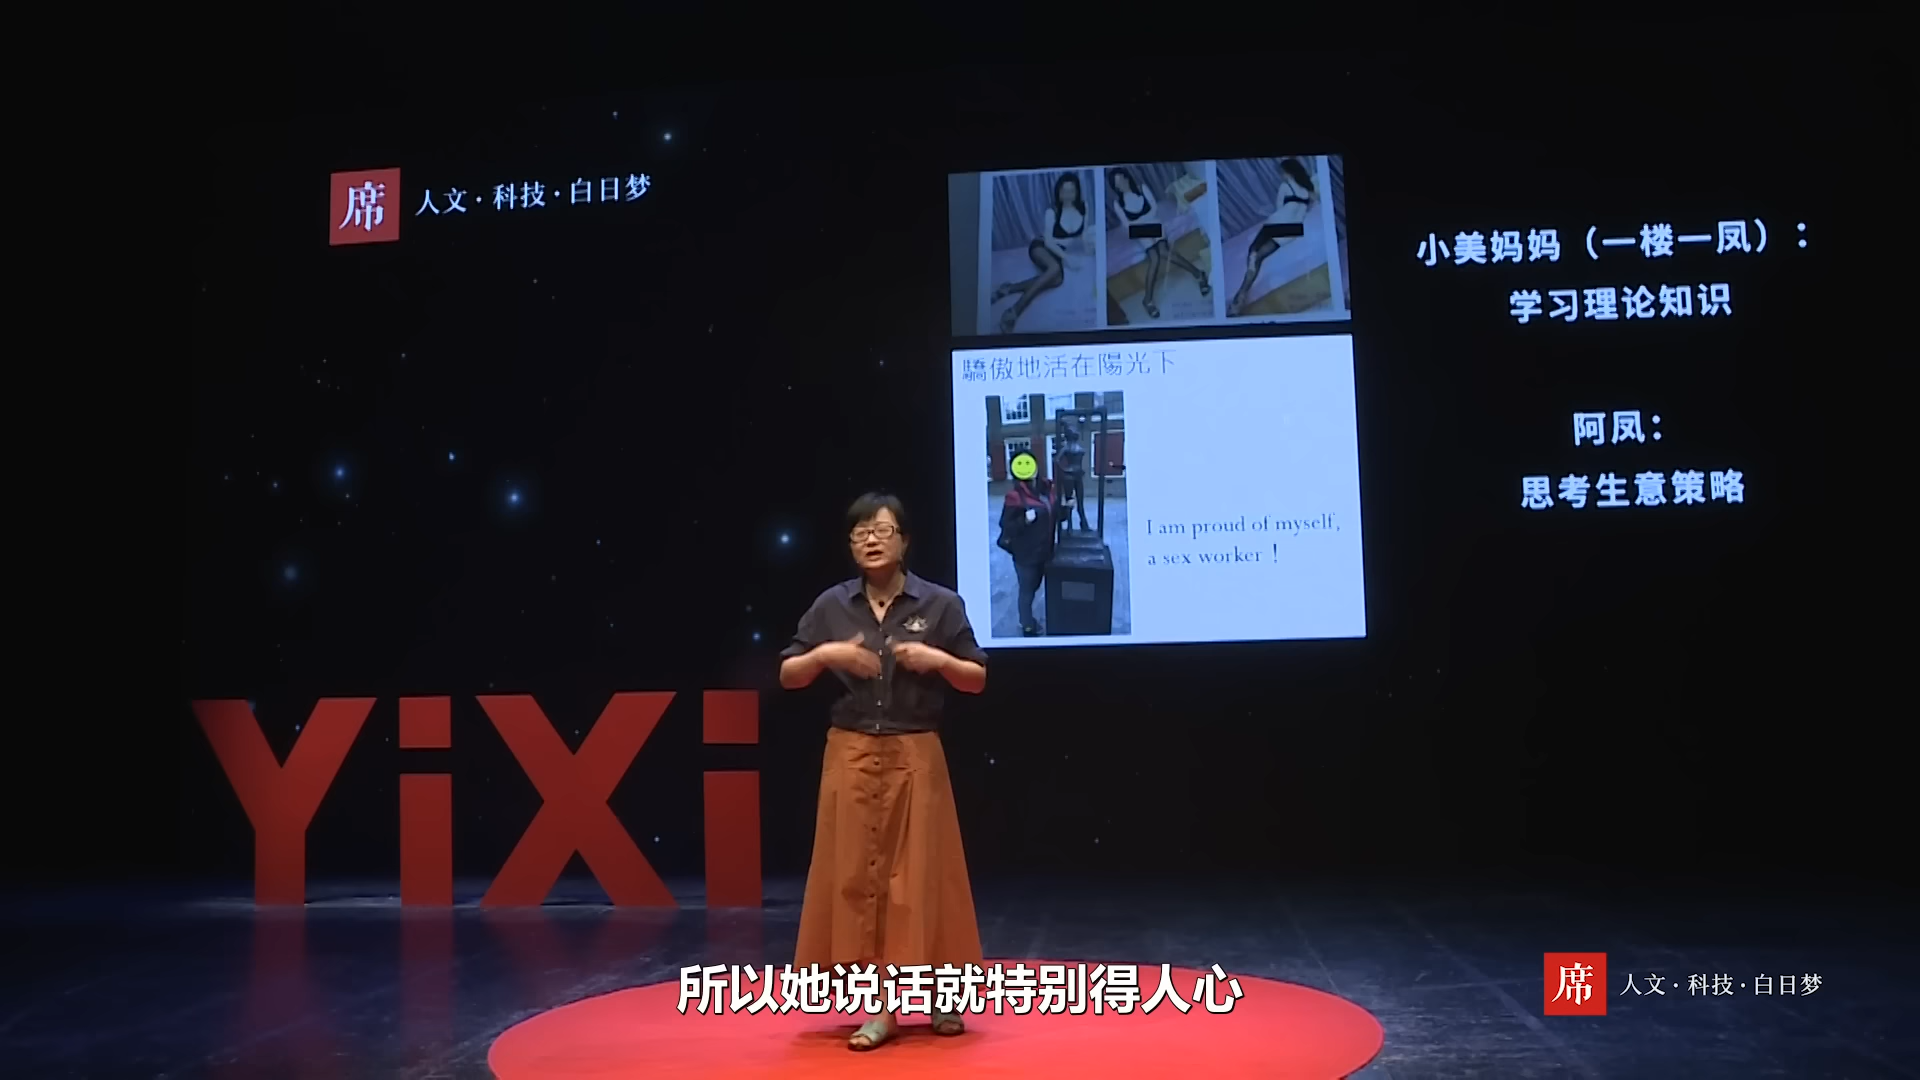 席 人文·科技·白日梦
小美妈妈（一楼一凤）：
学习理论知识
阿凤：
思考生意策略
驕傲地活在陽光下
I am proud of myself,
a sex worker！
YiXi
所以她说话就特别得人心
席 人文·科技·白日梦